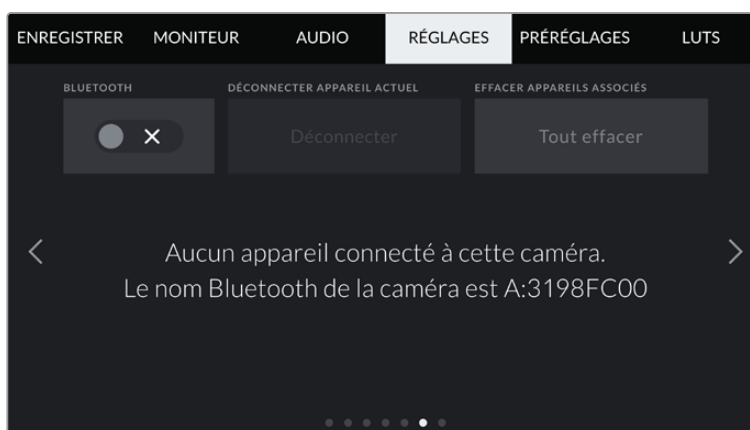 ENREGISTRER MONITEUR AUDIO RÉGLAGES PRÉRÉGLAGES LUTS
BLUETOOTH DÉCONNECTER APPAREIL ACTUEL EFFACER APPAREILS ASSOCIÉS
Déconnecter Tout effacer
Aucun appareil connecté à cette caméra.
Le nom Bluetooth de la caméra est A:3198FC00